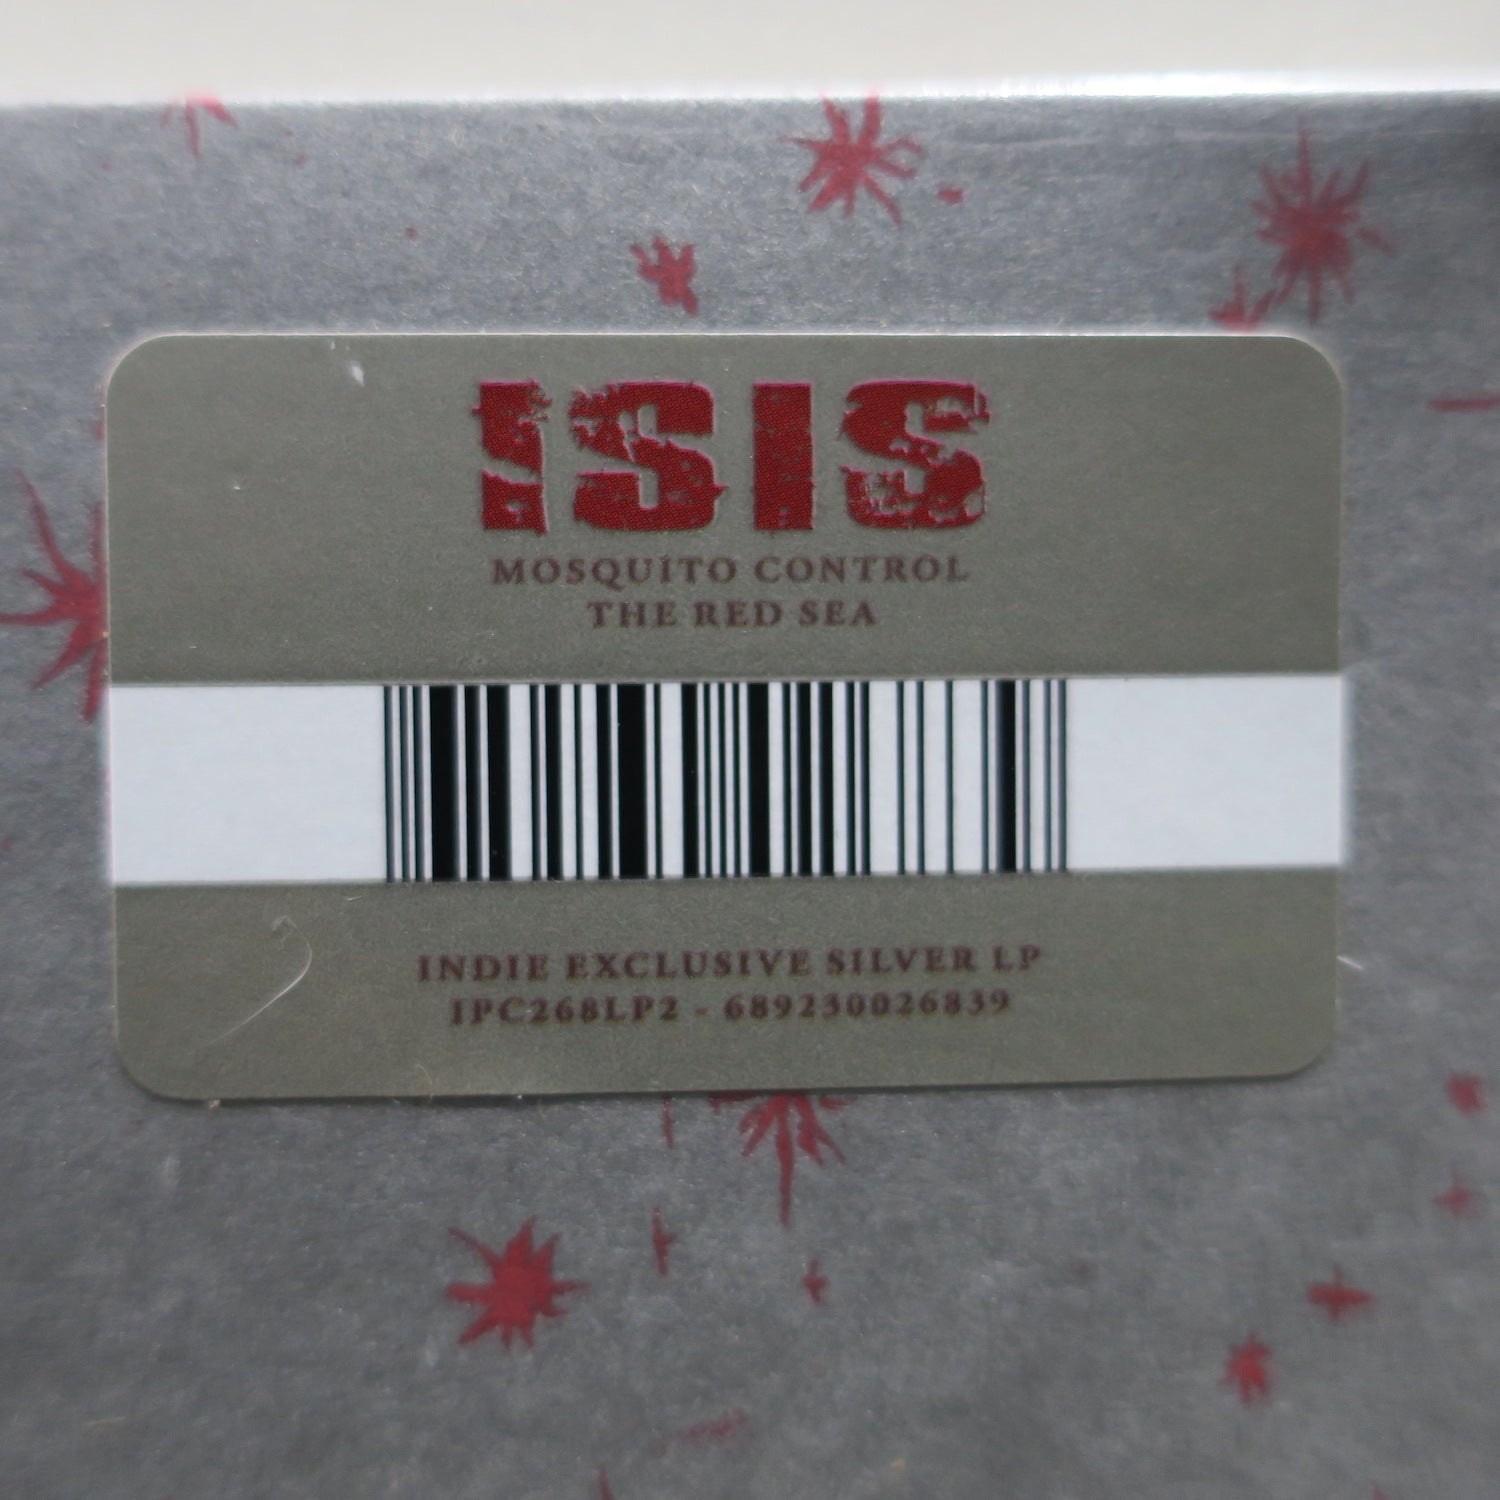 ISIS
MOSQUITO CONTROL
THE RED SEA
INDIE EXCLUSIVE SILVER LP
IPC268LP2 - 689230026839